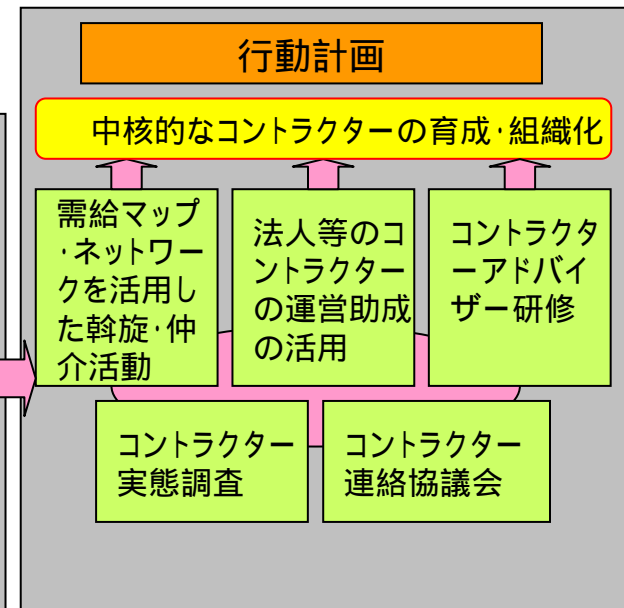 行動計画
中核的なコントラクターの育成・組織化
需給マップ
・ネットワー
クを活用し
た斡旋・仲
介活動
法人等のコ
ントラクター
の運営助成
の活用
コントラクタ
ーアドバイ
ザー研修
コントラクター
実態調査
コントラクター
連絡協議会